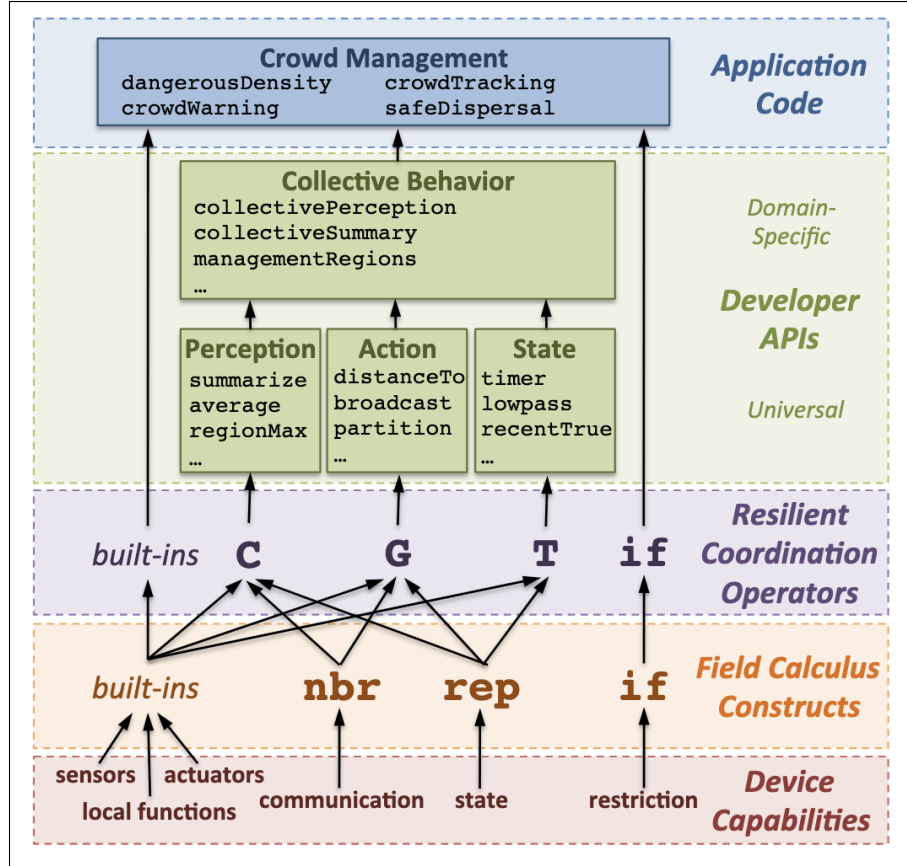 Crowd Management
dangerousDensity crowdTracking
crowdWarning safeDispersal
Application
Code
Collective Behavior
collectivePerception
collectiveSummary
managementRegions
…
Domain-
Specific
Developer
APIs
Universal
Perception
summarize
average
regionMax
…
Action
distanceTo
broadcast
partition
…
State
timer
lowpass
recentTrue
…
built-ins C G T if
Resilient
Coordination
Operators
built-ins nbr rep if
Field Calculus
Constructs
sensors actuators
local functions
communication state restriction
Device
Capabilities